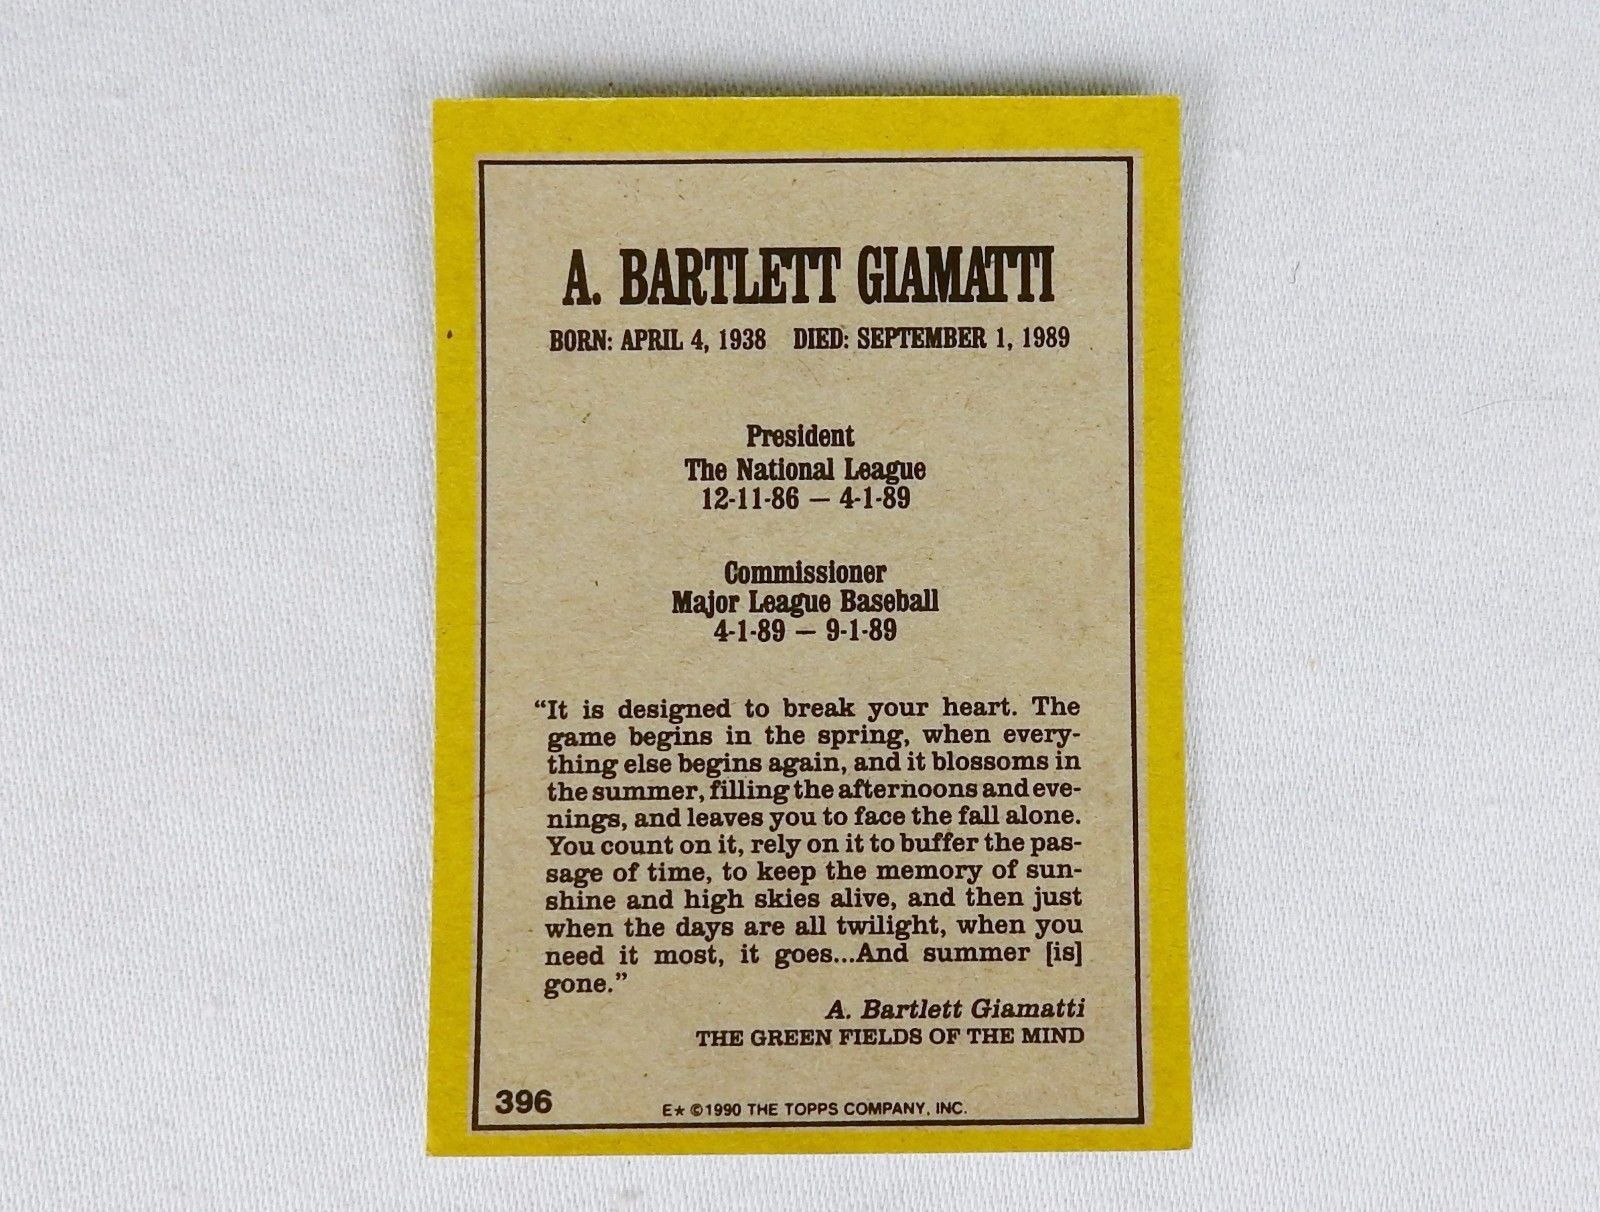 A. BARTLETT GIAMATTI
BORN: APRIL 4, 1938 DIED: SEPTEMBER 1, 1989
President
The National League
12-11-86 — 4-1-89
Commissioner
Major League Baseball
4-1-89 — 9-1-89
“It is designed to break your heart. The
game begins in the spring, when every-
thing else begins again, and it blossoms in
the summer, filling the afternoons and eve-
nings, and leaves you to face the fall alone.
You count on it, rely on it to buffer the pas-
sage of time, to keep the memory of sun-
shine and high skies alive, and then just
when the days are all twilight, when you
need it most, it goes...And summer [is]
gone.”
A. Bartlett Giamatti
THE GREEN FIELDS OF THE MIND
396
E★ ©1990 THE TOPPS COMPANY, INC.